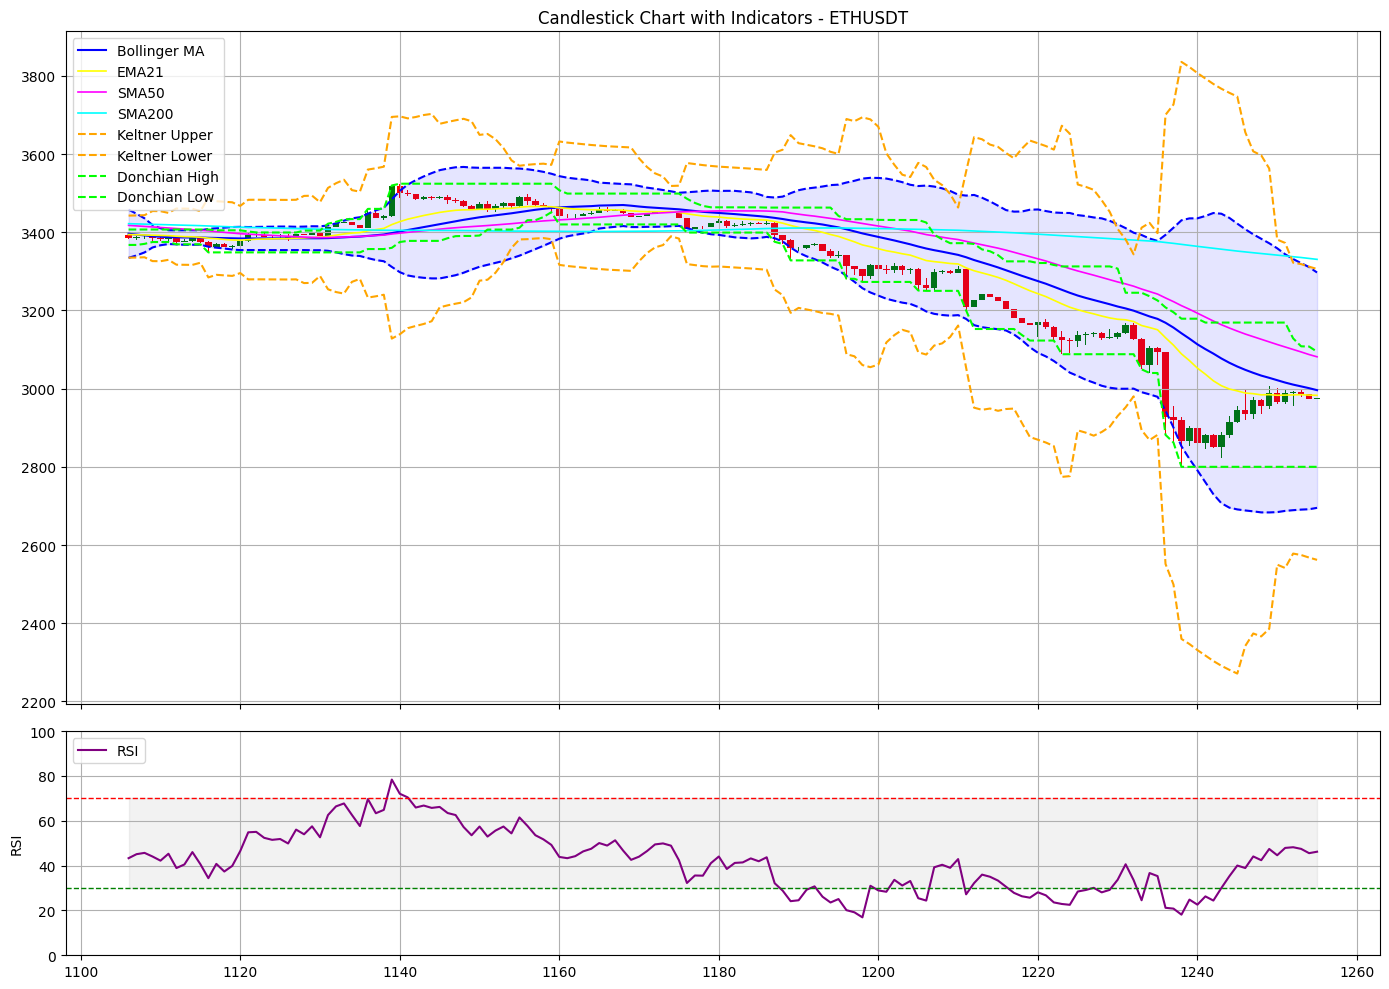 Candlestick Chart with Indicators - ETHUSDT
Bollinger MA
EMA21
SMA50
SMA200
Keltner Upper
Keltner Lower
Donchian High
Donchian Low
3800
3600
3400
3200
3000
2800
2600
2400
2200
RSI
100
80
60
40
20
0
RSI
1100
1120
1140
1160
1180
1200
1220
1240
1260